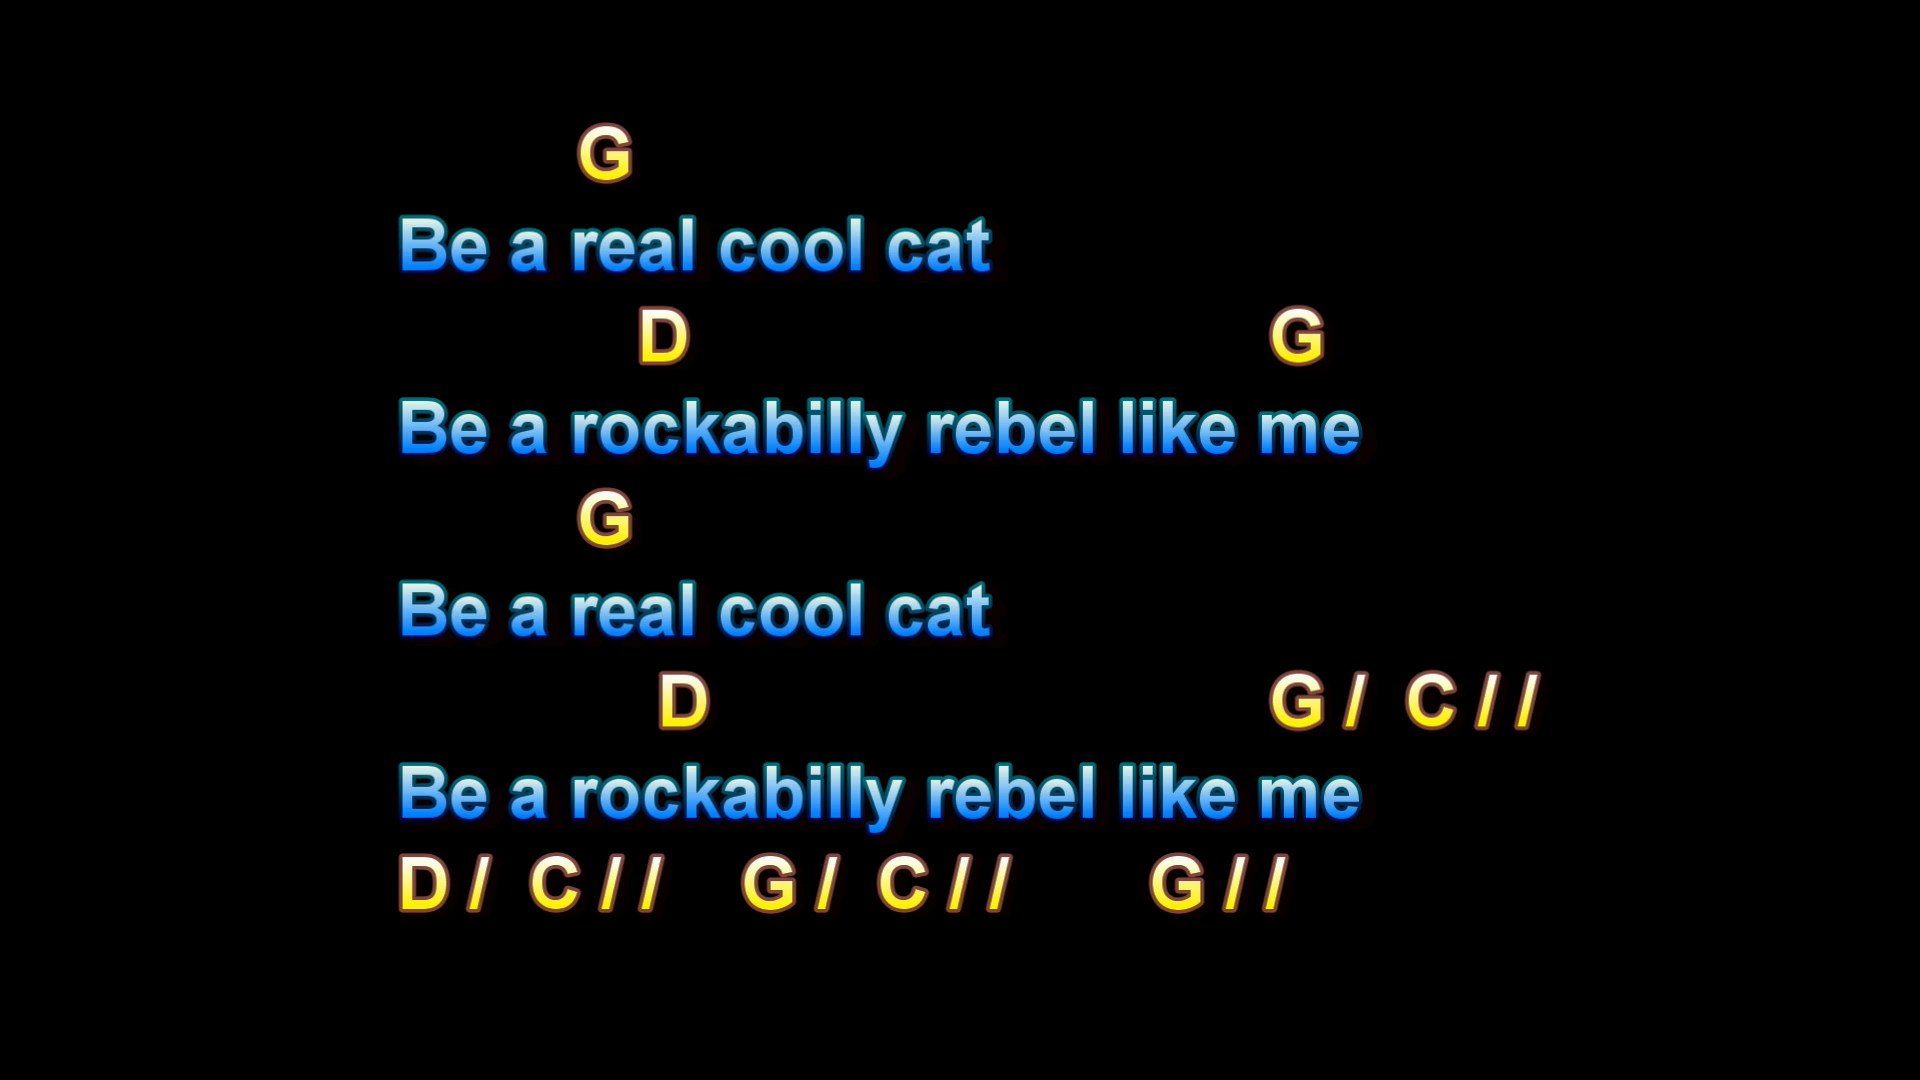 G
Be a real cool cat
D G
Be a rockabilly rebel like me
G
Be a real cool cat
D G / C / /
Be a rockabilly rebel like me
D / C / / G / C / / G / /